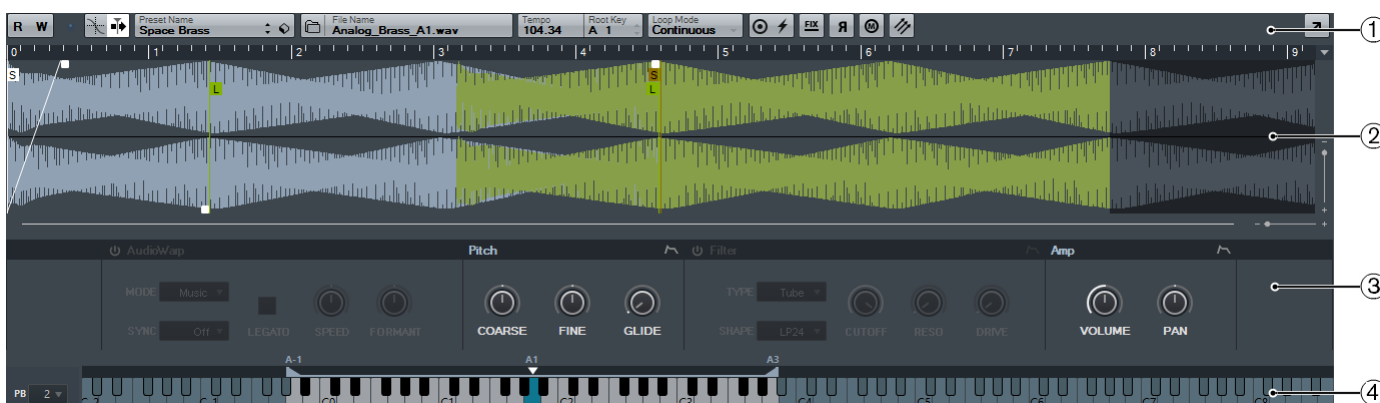 R W Preset Name File Name Tempo Root Key Loop Mode
Space Brass Analog_Brass_A1.wav 104.34 A 1 Continuous FIX R M 1
0 1 2 3 4 5 6 7 8 9
S S
L L
2
AudioWarp Pitch Filter Amp
MODE Music TYPE Tube 3
COARSE FINE GLIDE VOLUME PAN
SYNC Off LEGATO SPEED FORMANT SHAPE LP24 CUTOFF RESO DRIVE
A-1 A1 A3
PB 2 C-2 C-1 C0 C1 C2 C3 C4 C5 C6 C7 C8 4